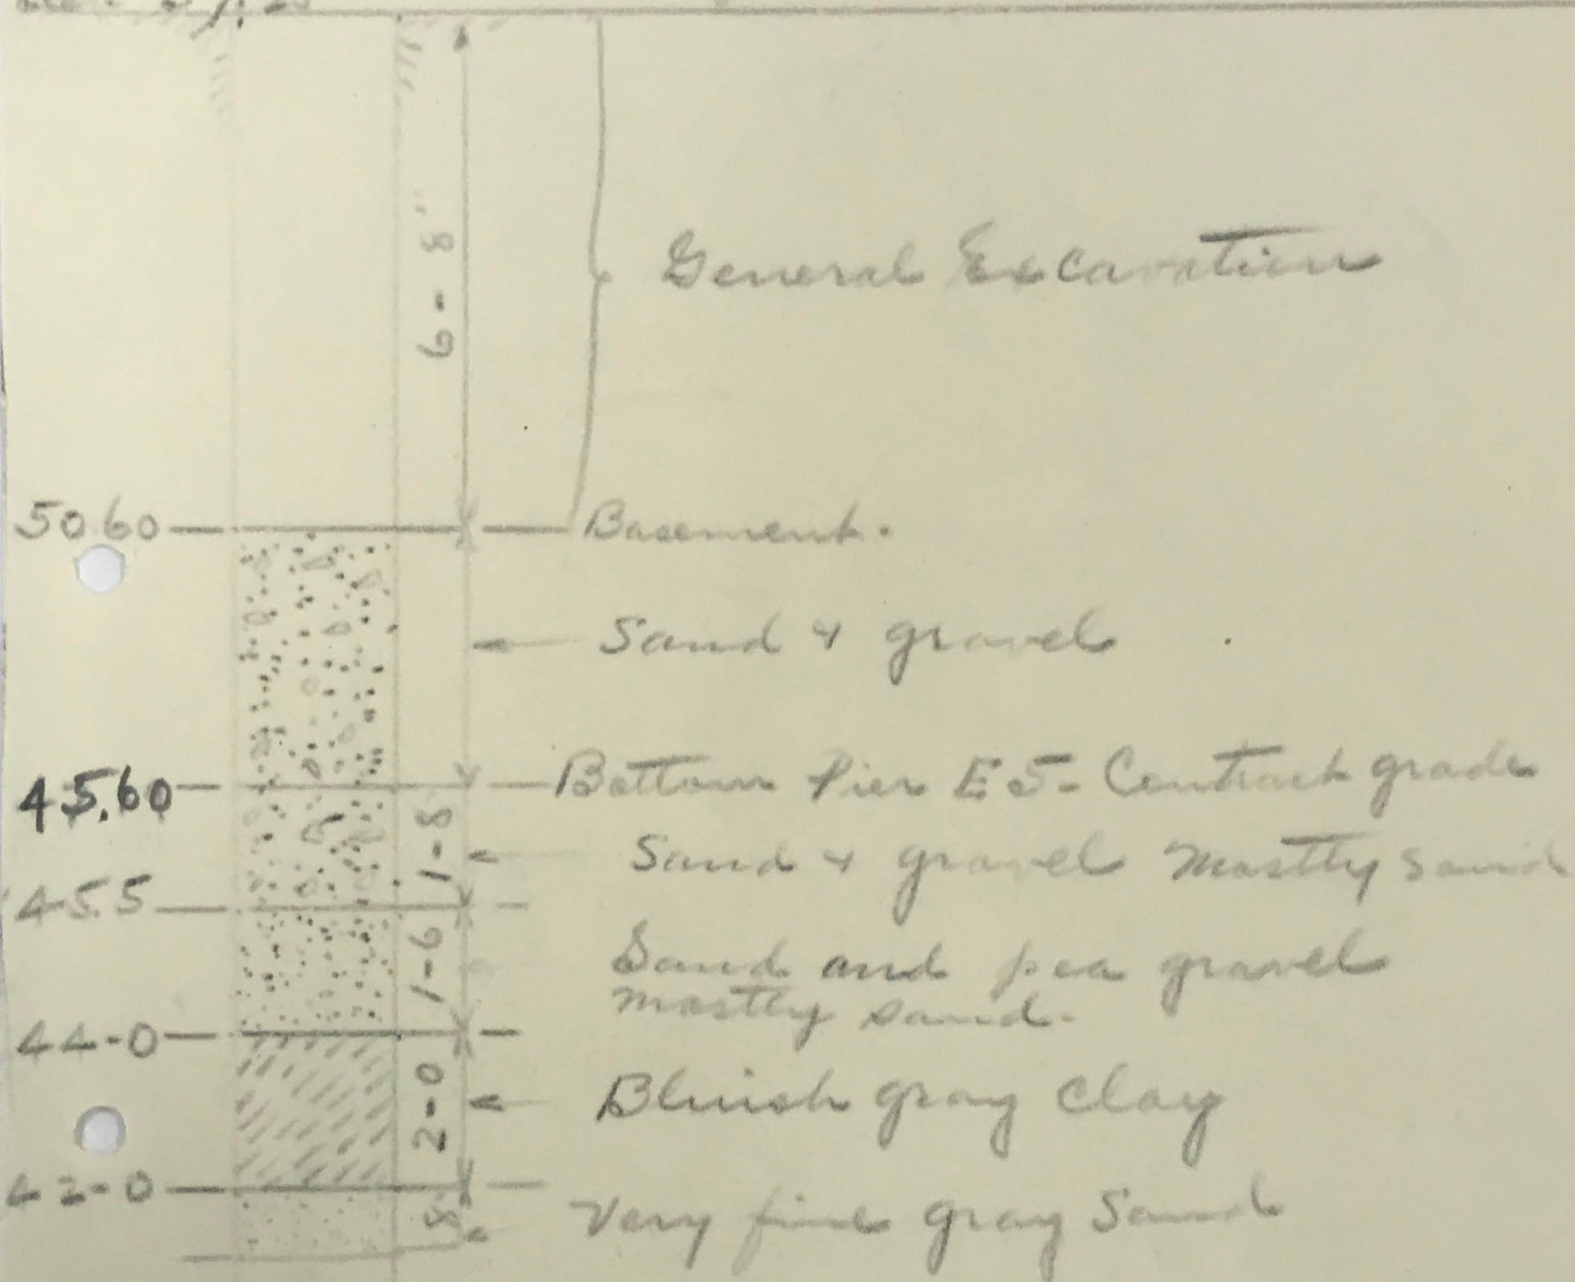 6-8"
General Excavation
50.60
Basement.
Sand & gravel
45.60
Bottom Pier E5- Contract grade
1-8
Sand & gravel mostly sand
45.5
1-6
Sand and pea gravel
mostly sand.
44-0
2-0
Bluish gray clay
42-0
8
Very fine gray sand